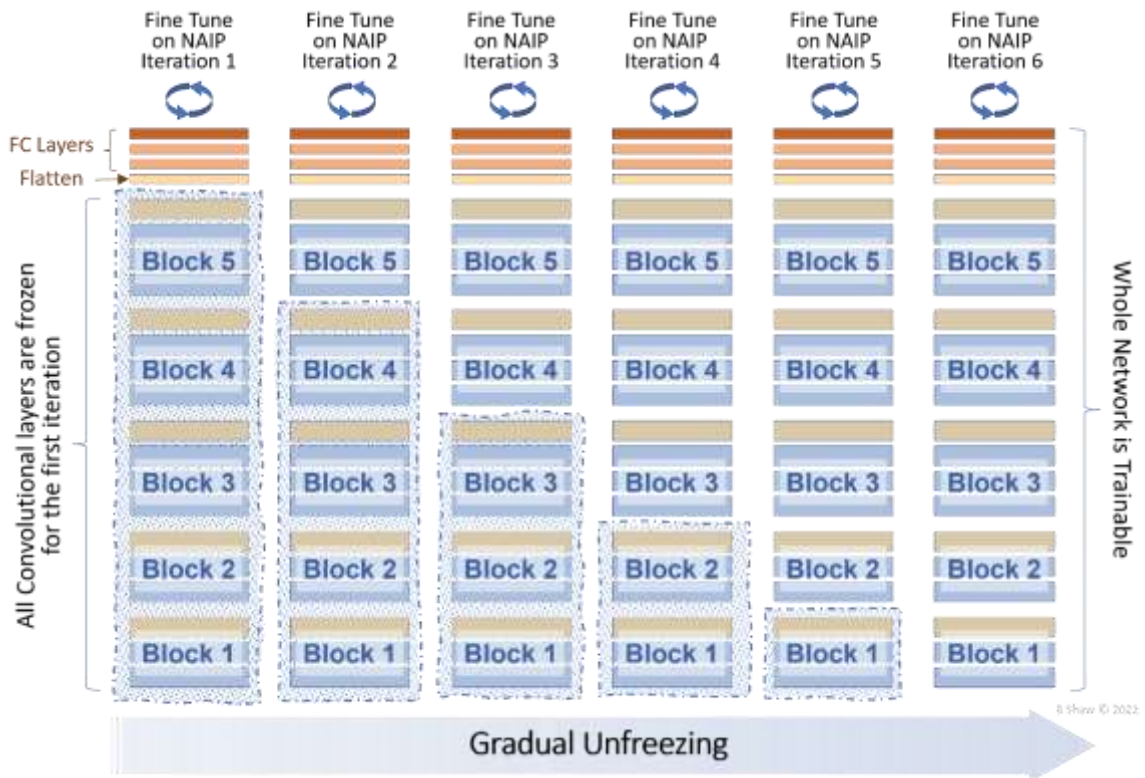 Fine Tune
on NAIP
Iteration 1
Fine Tune
on NAIP
Iteration 2
Fine Tune
on NAIP
Iteration 3
Fine Tune
on NAIP
Iteration 4
Fine Tune
on NAIP
Iteration 5
Fine Tune
on NAIP
Iteration 6
FC Layers
Flatten
All Convolutional layers are frozen
for the first iteration
Block 5
Block 5
Block 5
Block 5
Block 5
Block 5
Block 4
Block 4
Block 4
Block 4
Block 4
Block 4
Block 3
Block 3
Block 3
Block 3
Block 3
Block 3
Block 2
Block 2
Block 2
Block 2
Block 2
Block 2
Block 1
Block 1
Block 1
Block 1
Block 1
Block 1
Whole Network is Trainable
Shaw © 2022
Gradual Unfreezing